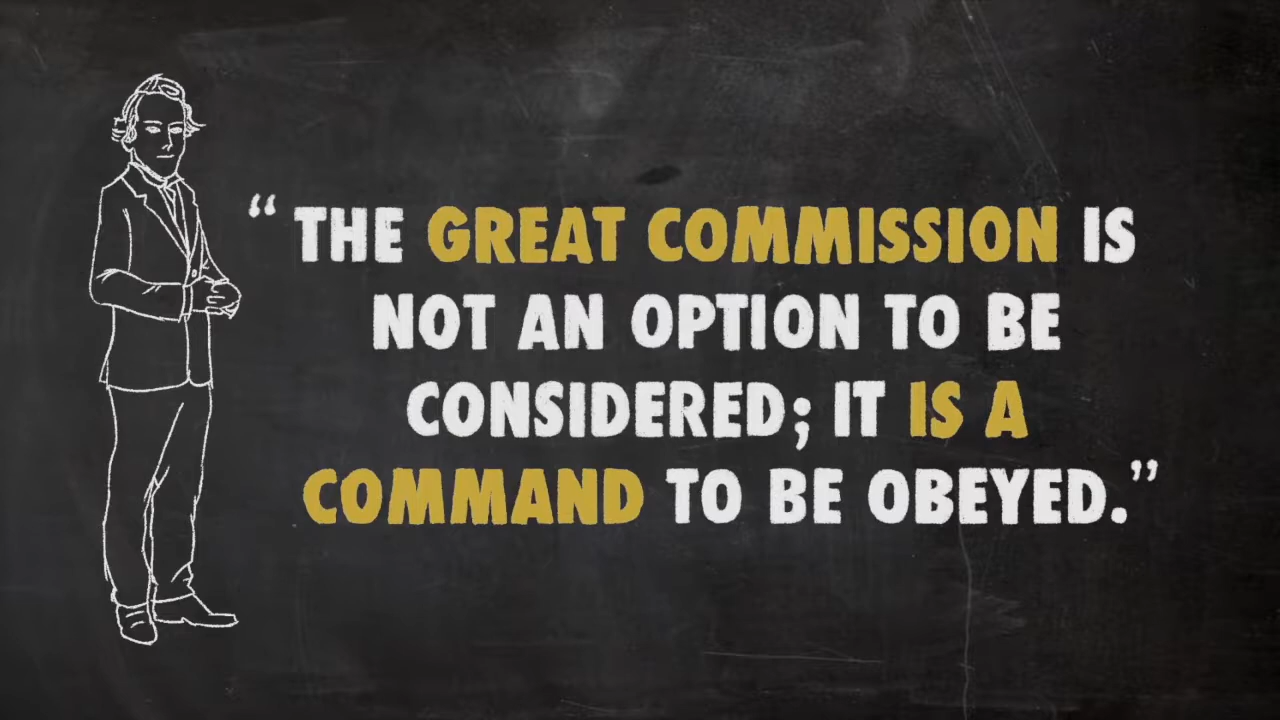 “ THE GREAT COMMISSION IS
NOT AN OPTION TO BE
CONSIDERED; IT IS A
COMMAND TO BE OBEYED.”